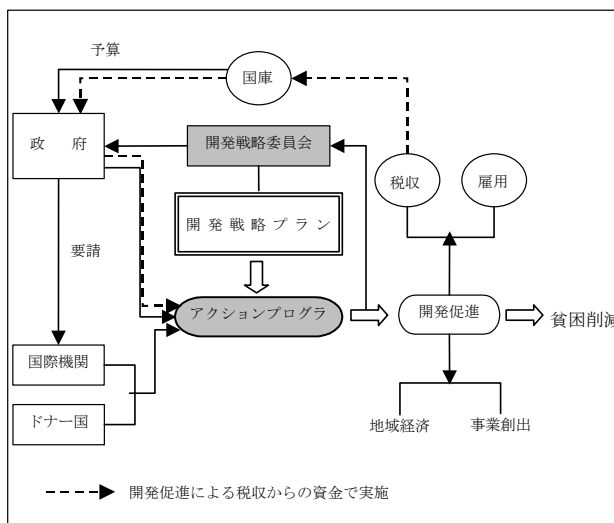 予算
国庫
政 府
開発戦略委員会
税収
雇用
開 発 戦 略 プ ラ ン
要請
アクションプログラ
開発促進
貧困削減
国際機関
ドナー国
地域経済
事業創出
開発促進による税収からの資金で実施